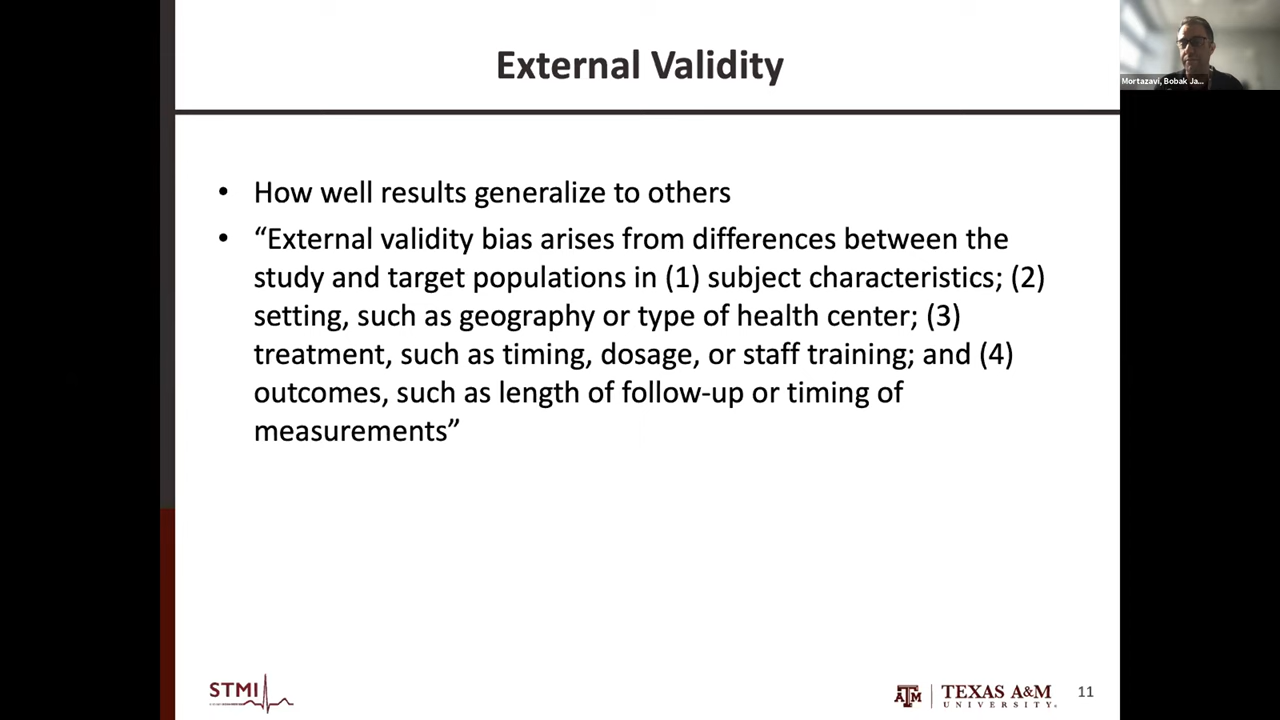 External Validity
Mortazavi, Bobak Ja...
• How well results generalize to others
• “External validity bias arises from differences between the
study and target populations in (1) subject characteristics; (2)
setting, such as geography or type of health center; (3)
treatment, such as timing, dosage, or staff training; and (4)
outcomes, such as length of follow-up or timing of
measurements”
STMI
ATM
TEXAS A&M
UNIVERSITY.
11